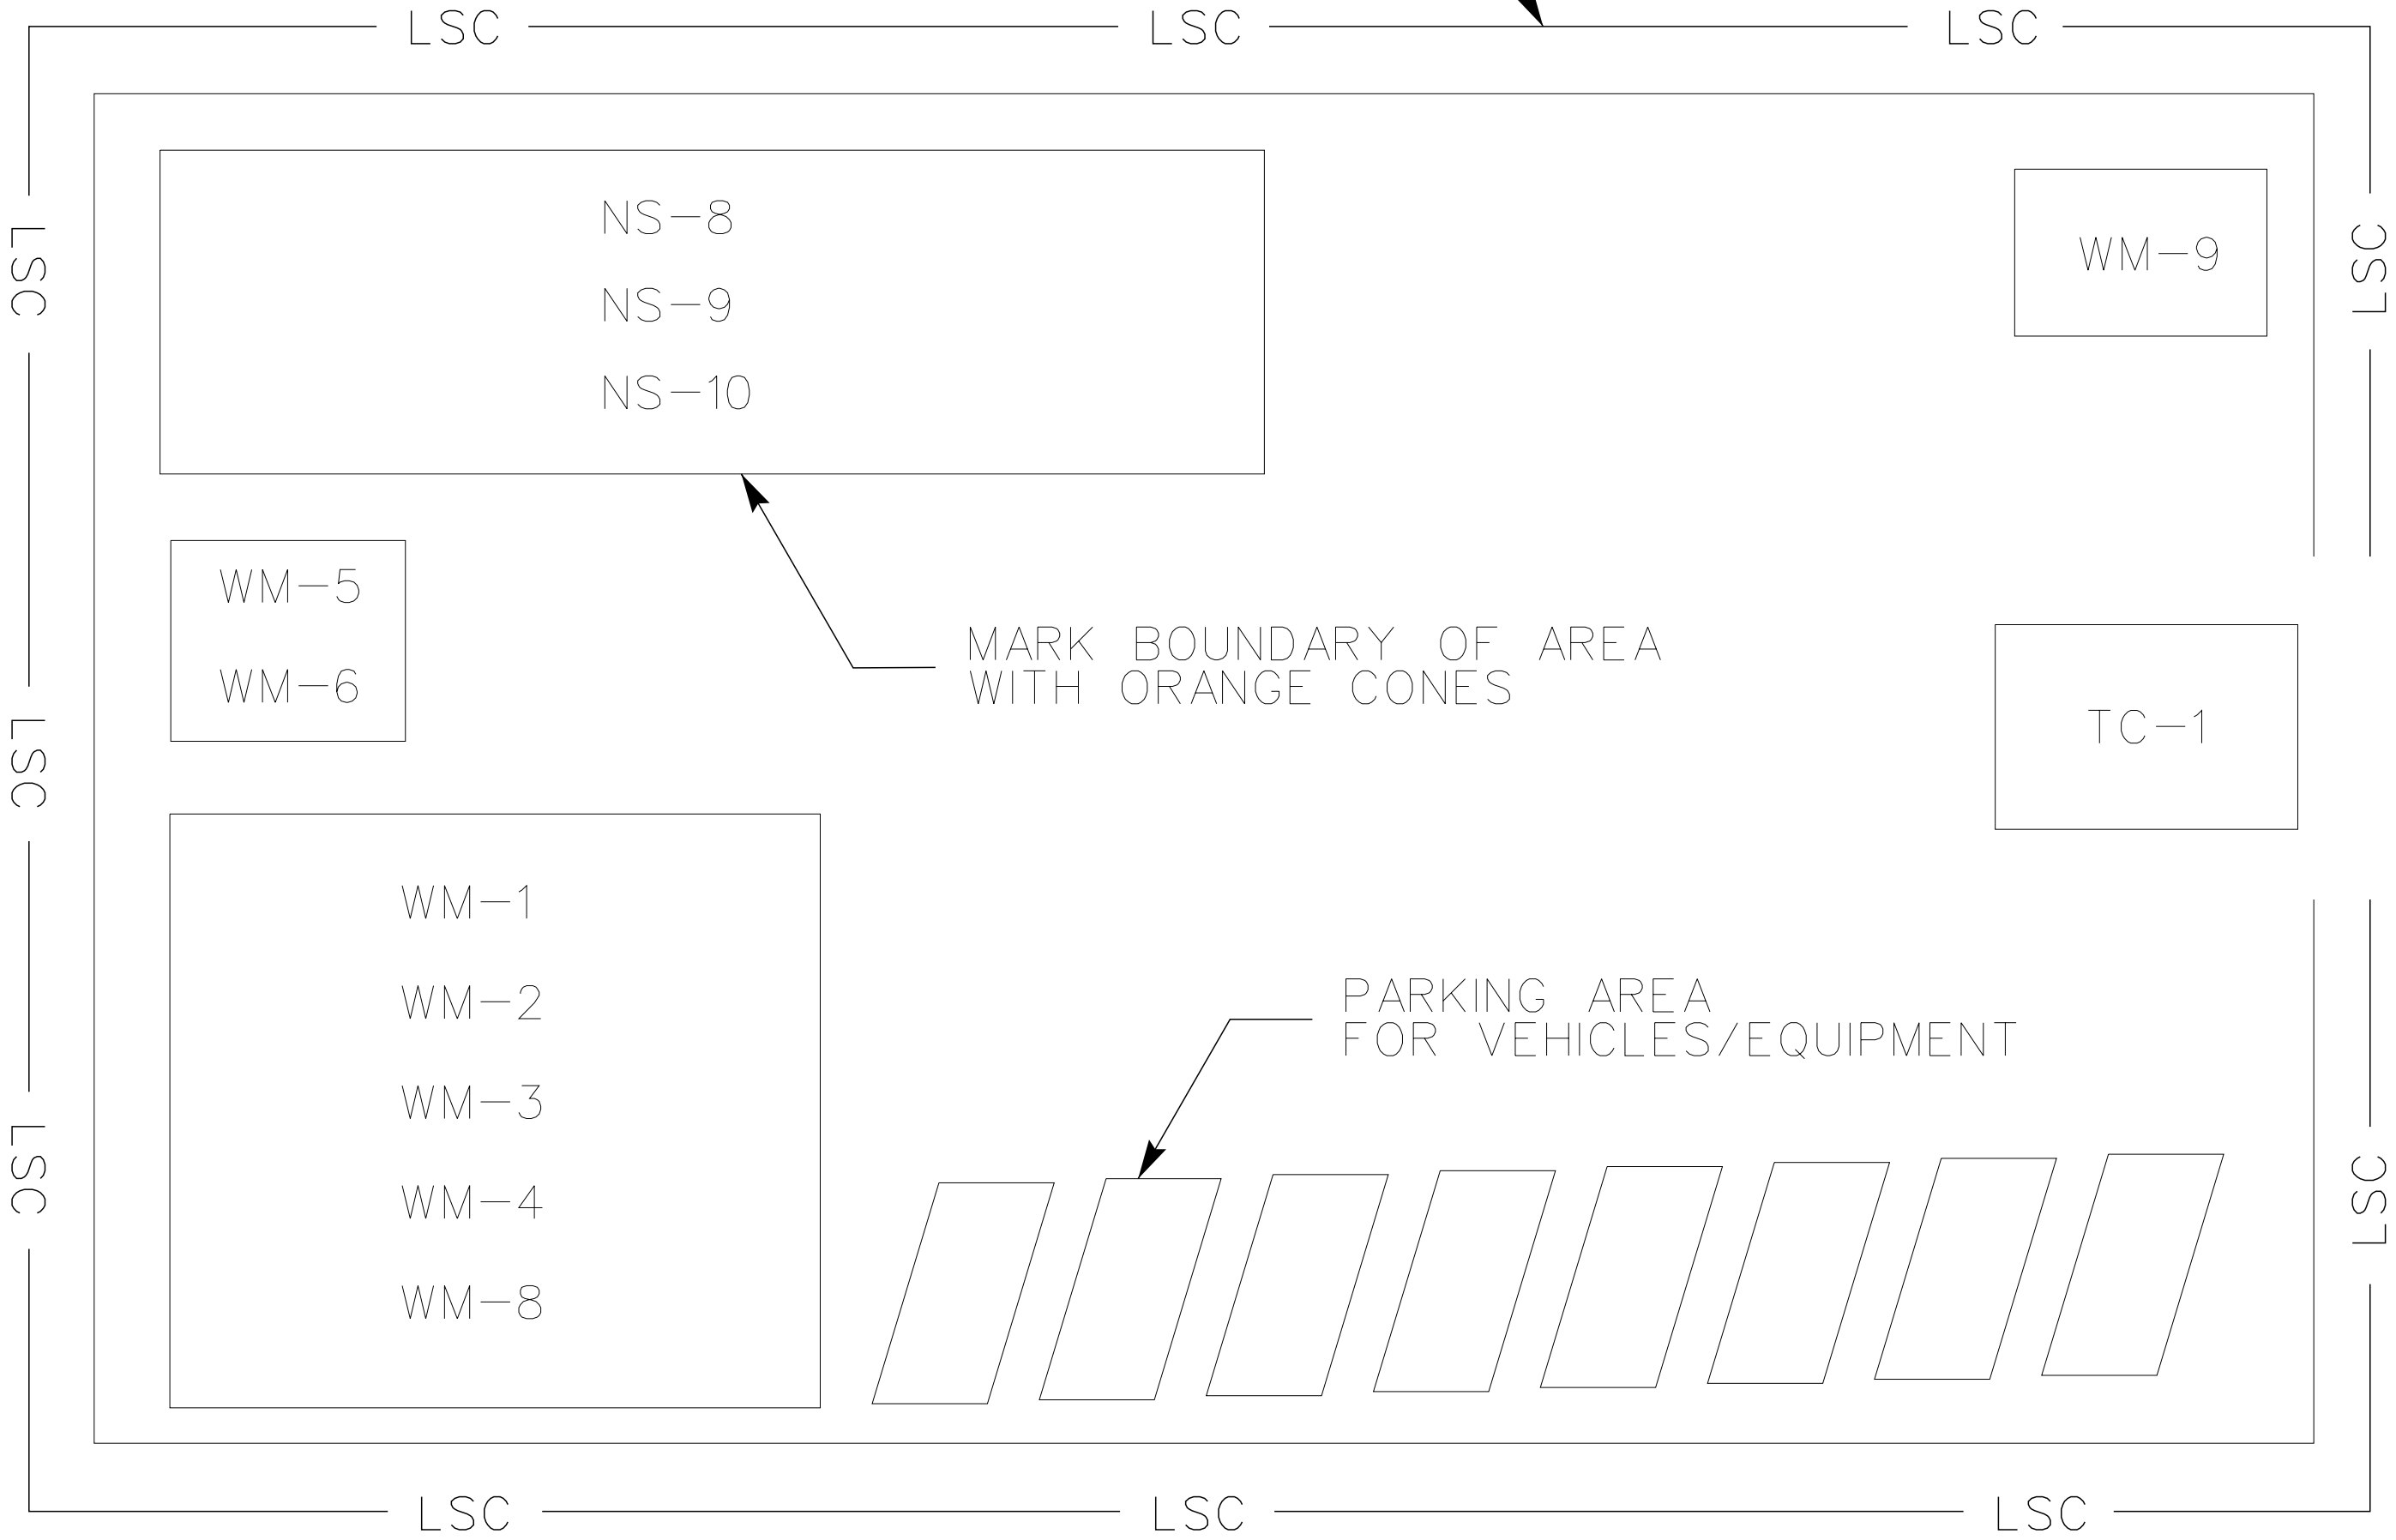 LSC LSC LSC
NS-8
NS-9
NS-10
WM-9
LSC
LSC
WM-5
WM-6
MARK BOUNDARY OF AREA
WITH ORANGE CONES
TC-1
LSC
WM-1
WM-2
WM-3
WM-4
WM-8
PARKING AREA
FOR VEHICLES/EQUIPMENT
LSC
LSC
LSC LSC LSC